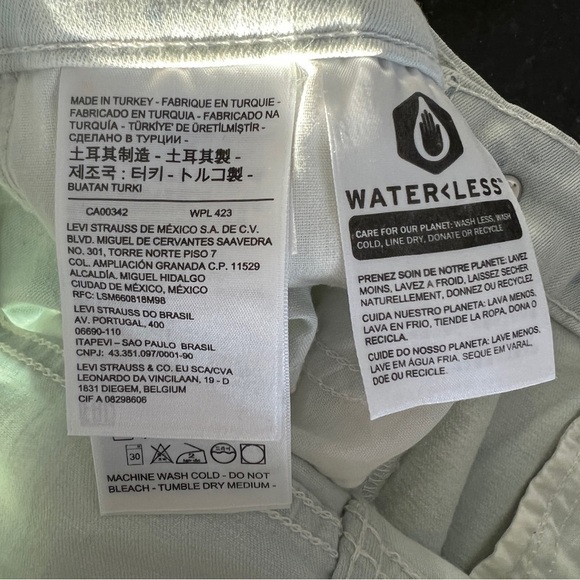 MADE IN TURKEY - FABRIQUE EN TURQUIE -
FABRICADO EN TURQUIA - FABRICADO NA
TURQUÍA - TÜRKİYE' DE ÜRETİLMİŞTİR -
СДЕЛАНО В ТУРЦИИ -
土耳其制造 - 土耳其製 -
제조국 : 터키 - トルコ製 -
BUATAN TURKI
CA00342 WPL 423
LEVI STRAUSS DE MÉXICO S.A. DE C.V.
BLVD. MIGUEL DE CERVANTES SAAVEDRA
NO. 301, TORRE NORTE PISO 7
COL. AMPLIACIÓN GRANADA C.P. 11529
ALCALDÍA. MIGUEL HIDALGO
CIUDAD DE MÉXICO, MÉXICO
RFC: LSM660818M98
LEVI STRAUSS DO BRASIL
AV. PORTUGAL, 400
06690-110
ITAPEVI – SAO PAULO BRASIL
CNPJ: 43.351.097/0001-90
LEVI STRAUSS & CO. EU SCA/CVA
LEONARDO DA VINCILAAN, 19 - D
1831 DIEGEM, BELGIUM
CIF A 08298606
30
MACHINE WASH COLD - DO NOT
BLEACH - TUMBLE DRY MEDIUM -
WATER<LESS™
CARE FOR OUR PLANET: WASH LESS, WASH
COLD, LINE DRY, DONATE OR RECYCLE
PRENEZ SOIN DE NOTRE PLANETE: LAVEZ
MOINS, LAVEZ A FROID, LAISSEZ SECHER
NATURELLEMENT, DONNEZ OU RECYCLEZ
CUIDA NUESTRO PLANETA: LAVA MENOS,
LAVA EN FRIO, TIENDE LA ROPA, DONA O
RECICLA.
CUIDE DO NOSSO PLANETA: LAVE MENOS,
LAVE EM ÁGUA FRIA, SEQUE EM VARAL,
DOE OU RECICLE.